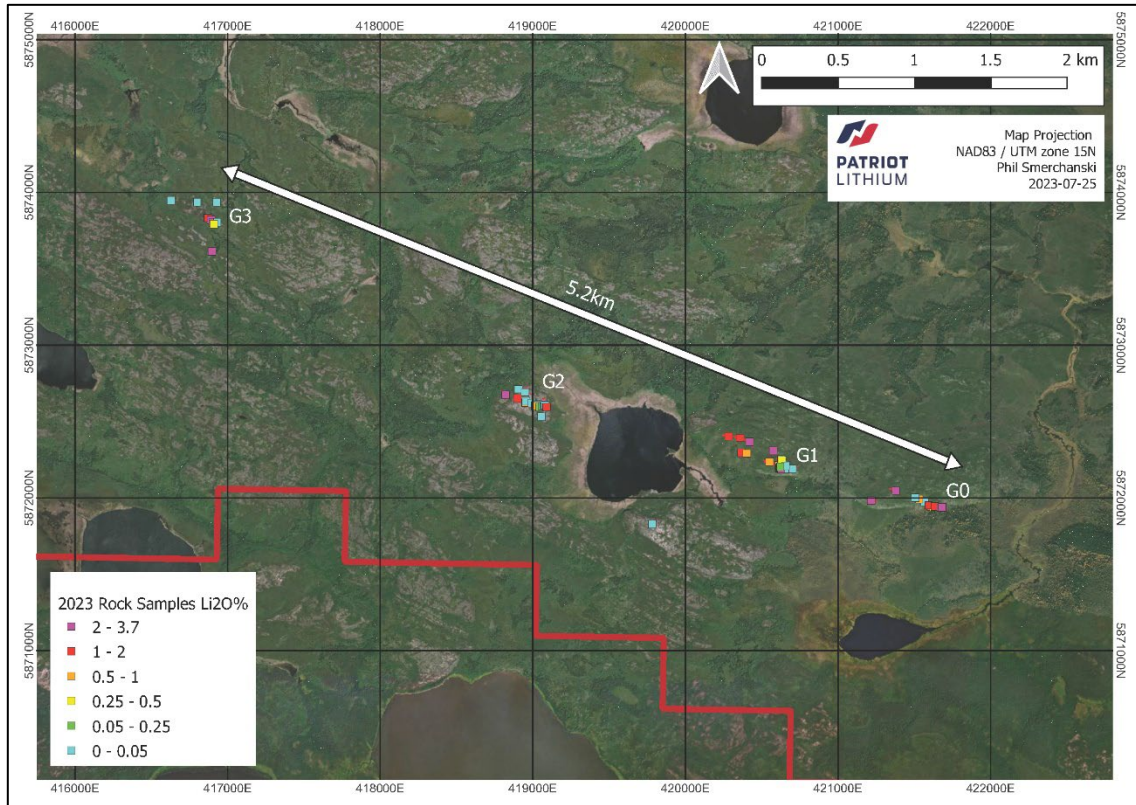 416000E 417000E 418000E 419000E 420000E 421000E 422000E
5875000N 5875000N
0 0.5 1 1.5 2 km
PATRIOT
LITHIUM
Map Projection
NAD83 / UTM zone 15N
Phil Smerchanski
2023-07-25
5874000N 5874000N
G3
5.2km
5873000N 5873000N
G2
G1
G0
5872000N 5872000N
2023 Rock Samples Li2O%
2 - 3.7
1 - 2
0.5 - 1
0.25 - 0.5
0.05 - 0.25
0 - 0.05
5871000N 5871000N
416000E 417000E 418000E 419000E 420000E 421000E 422000E